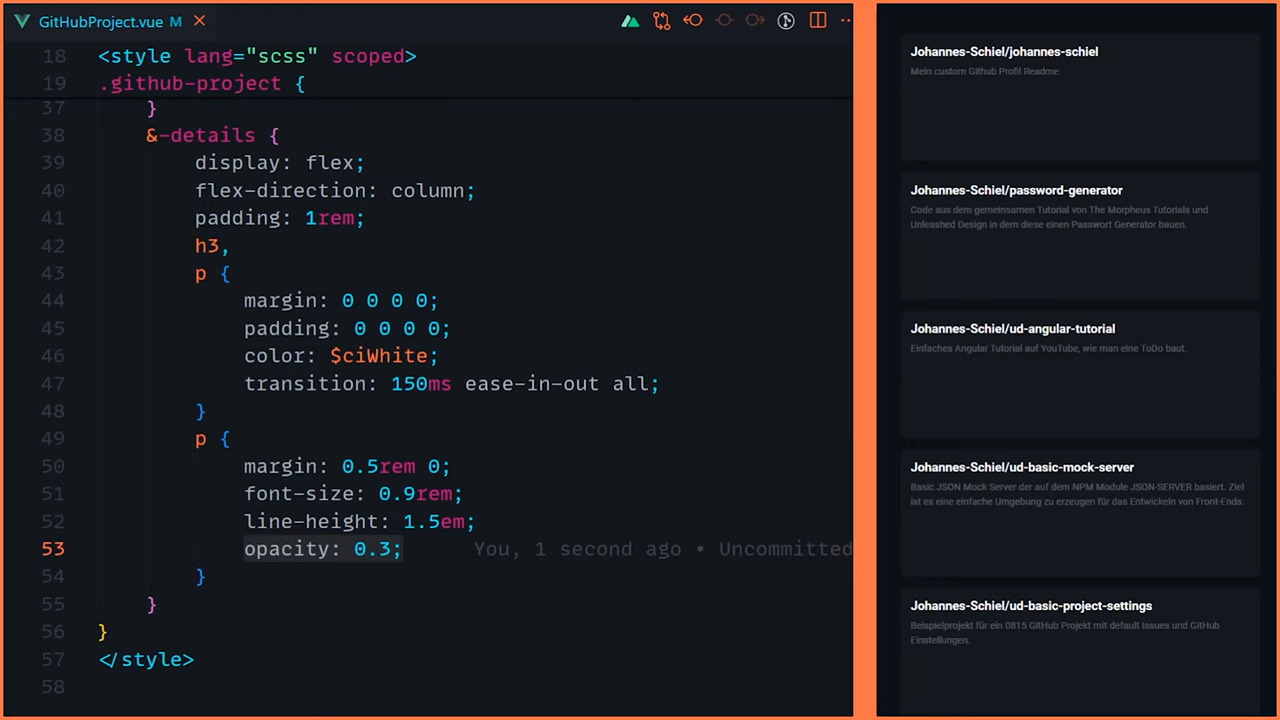 GitHubProject.vue M
18 <style lang="scss" scoped>
19 .github-project {
37 }
38 &-details {
39 display: flex;
40 flex-direction: column;
41 padding: 1rem;
42 h3,
43 p {
44 margin: 0 0 0 0;
45 padding: 0 0 0 0;
46 color: $ciWhite;
47 transition: 150ms ease-in-out all;
48 }
49 p {
50 margin: 0.5rem 0;
51 font-size: 0.9rem;
52 line-height: 1.5em;
53 opacity: 0.3; You, 1 second ago • Uncommitted
54 }
55 }
56 }
57 </style>
58
Johannes-Schiel/johannes-schiel
Mein custom Github Profil Readme
Johannes-Schiel/password-generator
Code aus dem gemeinsamen Tutorial von The Morpheus Tutorials und
Unleashed Design in dem diese einen Passwort Generator bauen.
Johannes-Schiel/ud-angular-tutorial
Einfaches Angular Tutorial auf YouTube, wie man eine ToDo baut.
Johannes-Schiel/ud-basic-mock-server
Basic JSON Mock Server der auf dem NPM Module JSON-SERVER basiert. Ziel
ist es eine einfache Umgebung zu erzeugen für das Entwickeln von Front-Ends.
Johannes-Schiel/ud-basic-project-settings
Beispielprojekt für ein 0815 GitHub Projekt mit default Issues und GitHub
Einstellungen.